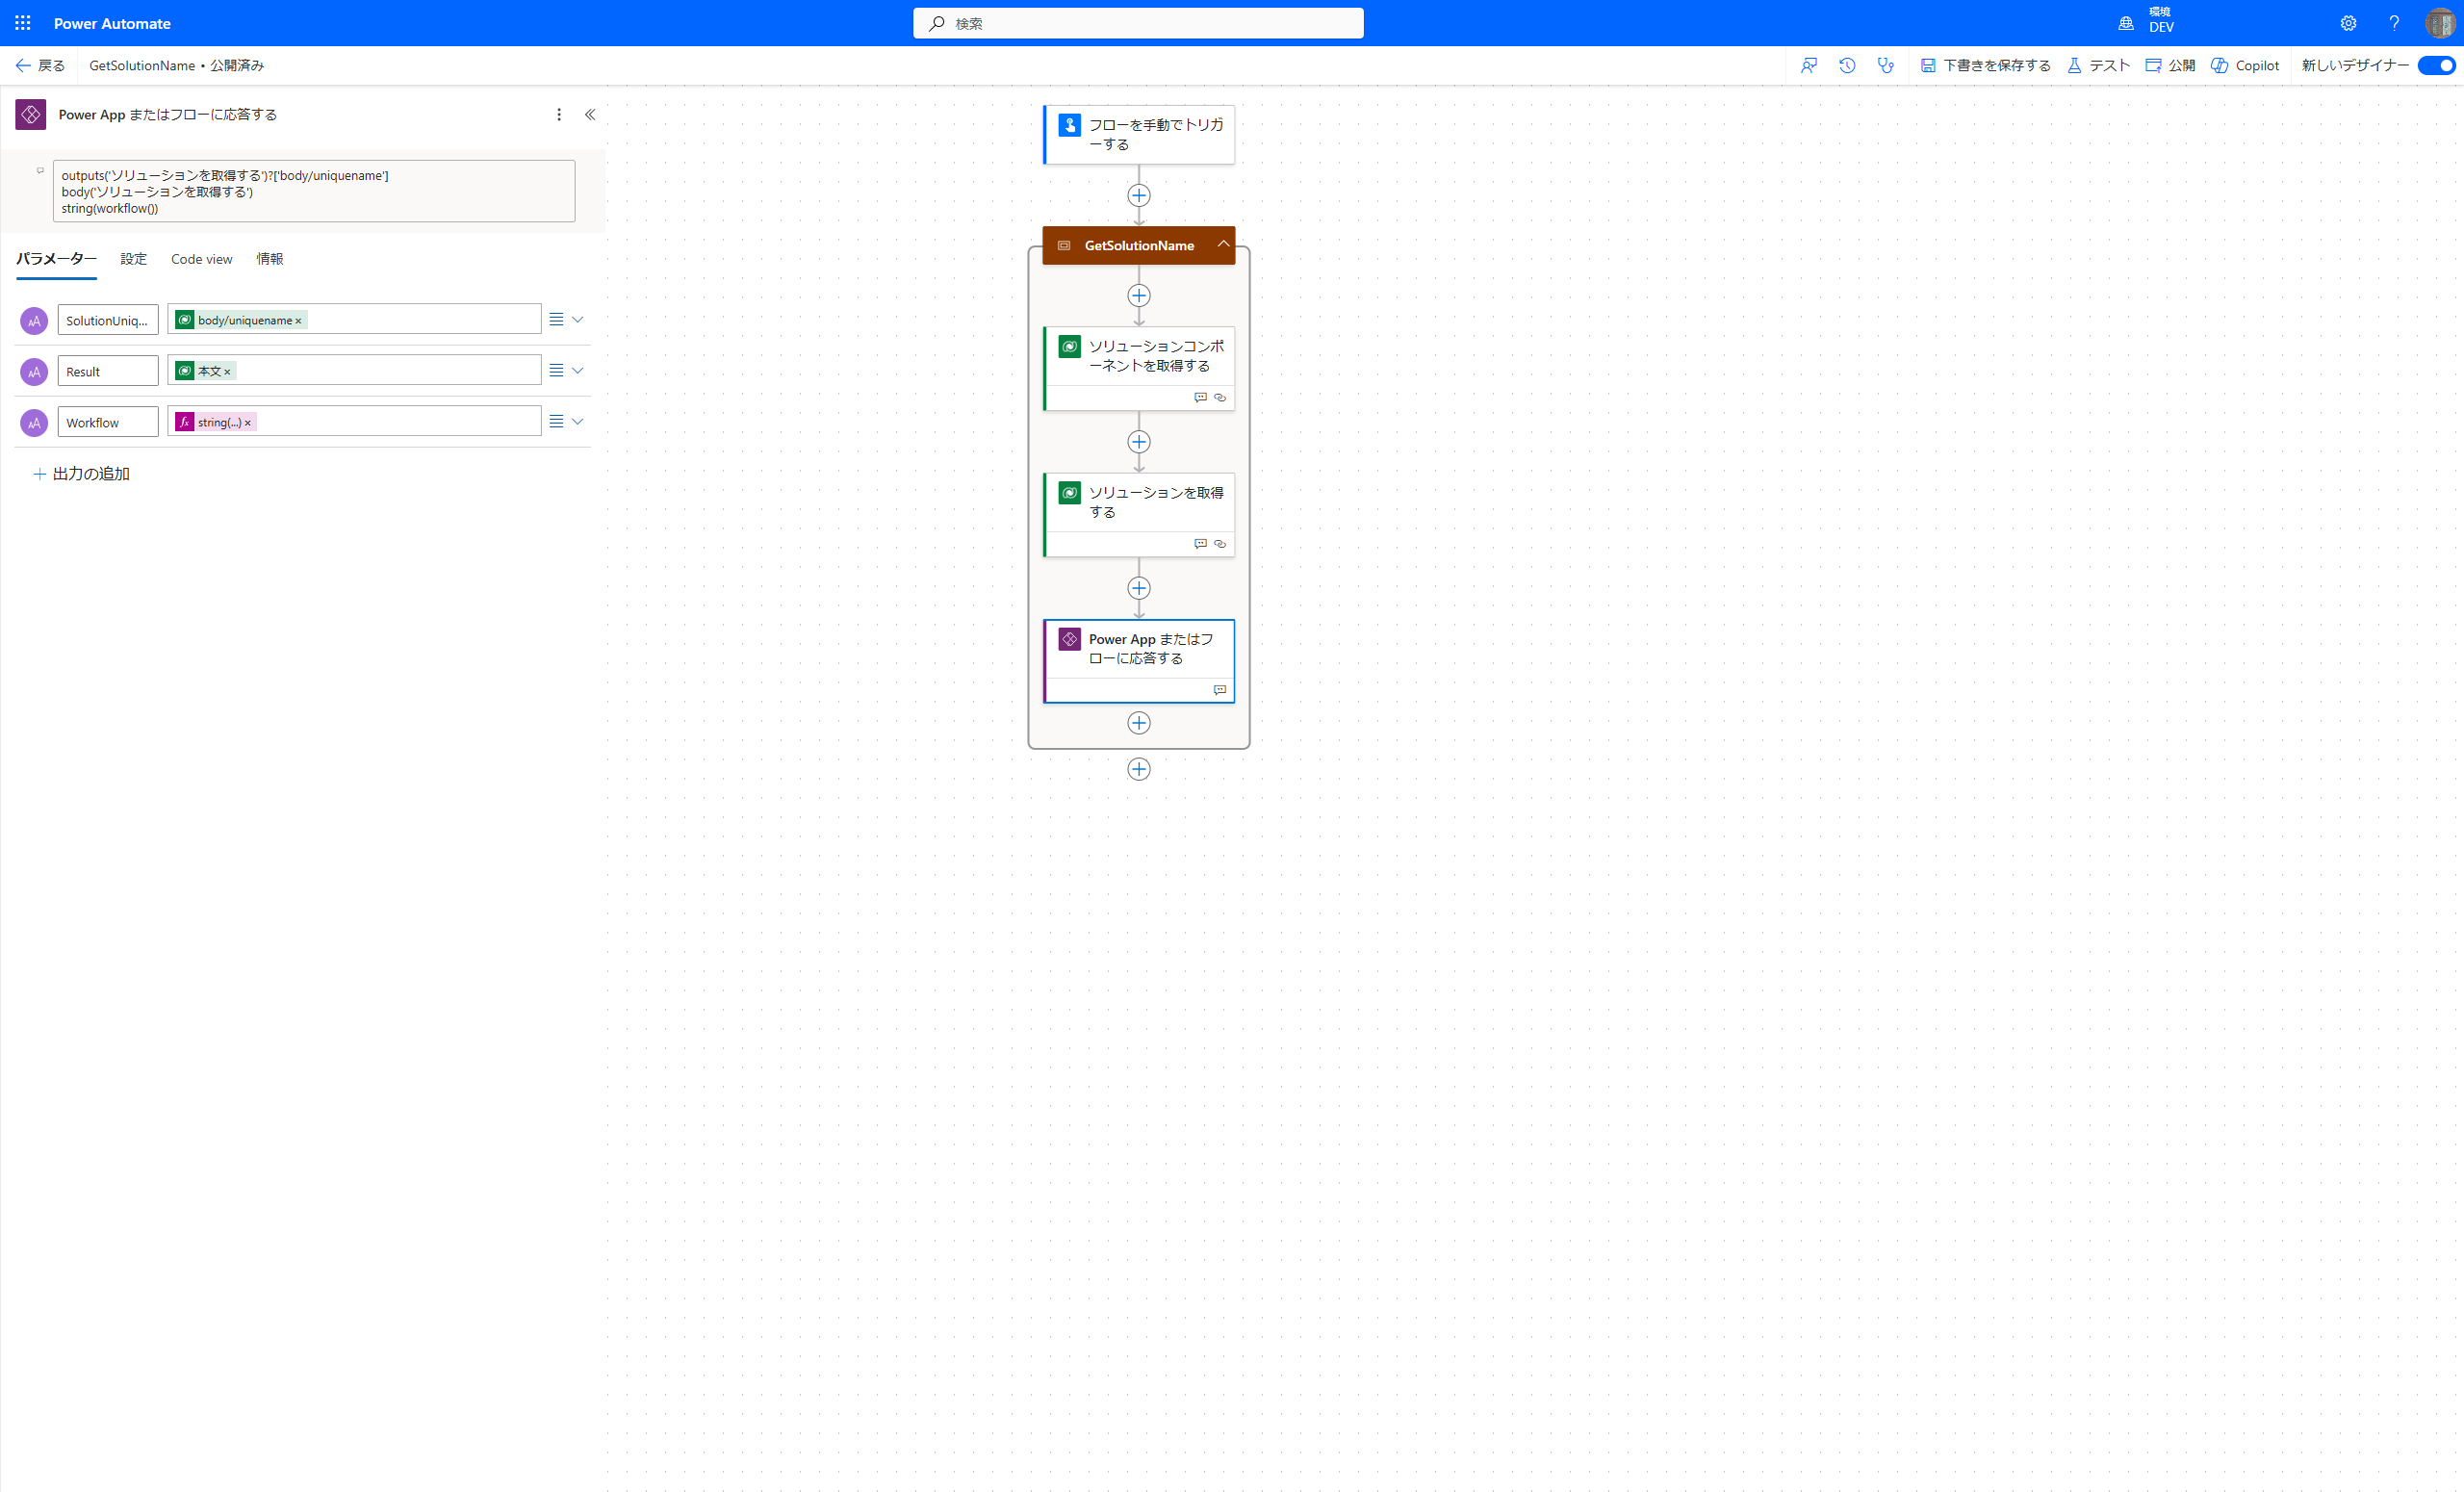 Power Automate
検索
環境
DEV
戻る
GetSolutionName • 公開済み
下書きを保存する
テスト
公開
Copilot
新しいデザイナー
Power App またはフローに応答する
outputs('ソリューションを取得する')?['body/uniquename']
body('ソリューションを取得する')
string(workflow())
パラメーター
設定
Code view
情報
SolutionUniq...
body/uniquename ×
Result
本文 ×
Workflow
string(...) ×
出力の追加
フローを手動でトリガ
ーする
GetSolutionName
ソリューションコンポ
ーネントを取得する
ソリューションを取得
する
Power App またはフ
ローに応答する